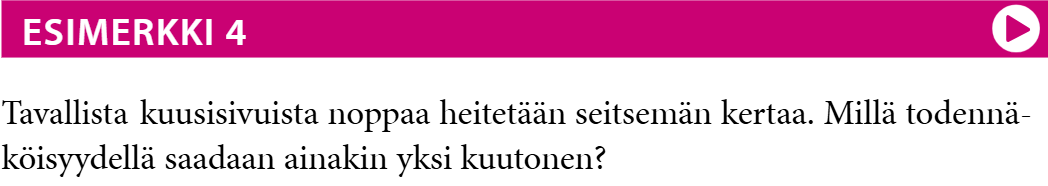 ESIMERKKI 4
Tavallista kuusisivuista noppaa heitetään seitsemän kertaa. Millä todennä-
köisyydellä saadaan ainakin yksi kuutonen?